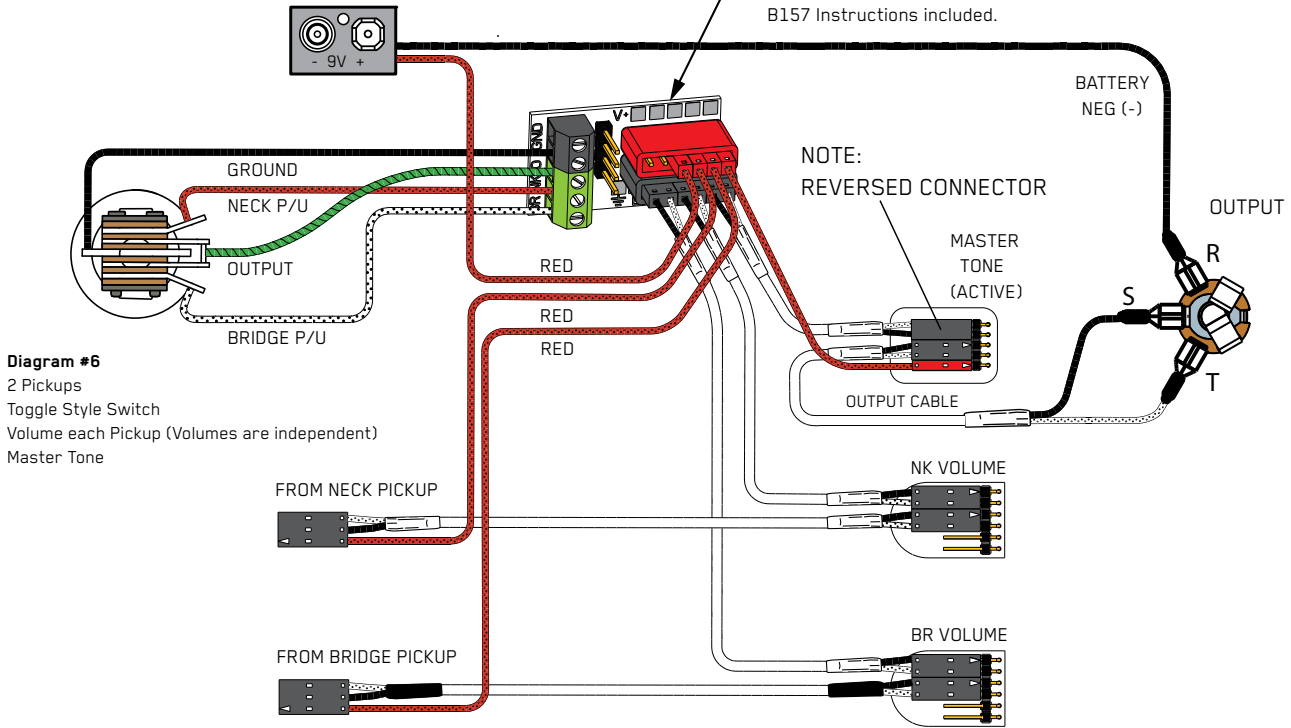 B157 Instructions included.
- 9V +
BATTERY
NEG (-)
V+
GND
O
NK
BR
GROUND
NECK P/U
OUTPUT
BRIDGE P/U
NOTE:
REVERSED CONNECTOR
OUTPUT
MASTER
TONE
(ACTIVE)
R
S
T
RED
RED
RED
OUTPUT CABLE
Diagram #6
2 Pickups
Toggle Style Switch
Volume each Pickup (Volumes are independent)
Master Tone
NK VOLUME
FROM NECK PICKUP
BR VOLUME
FROM BRIDGE PICKUP